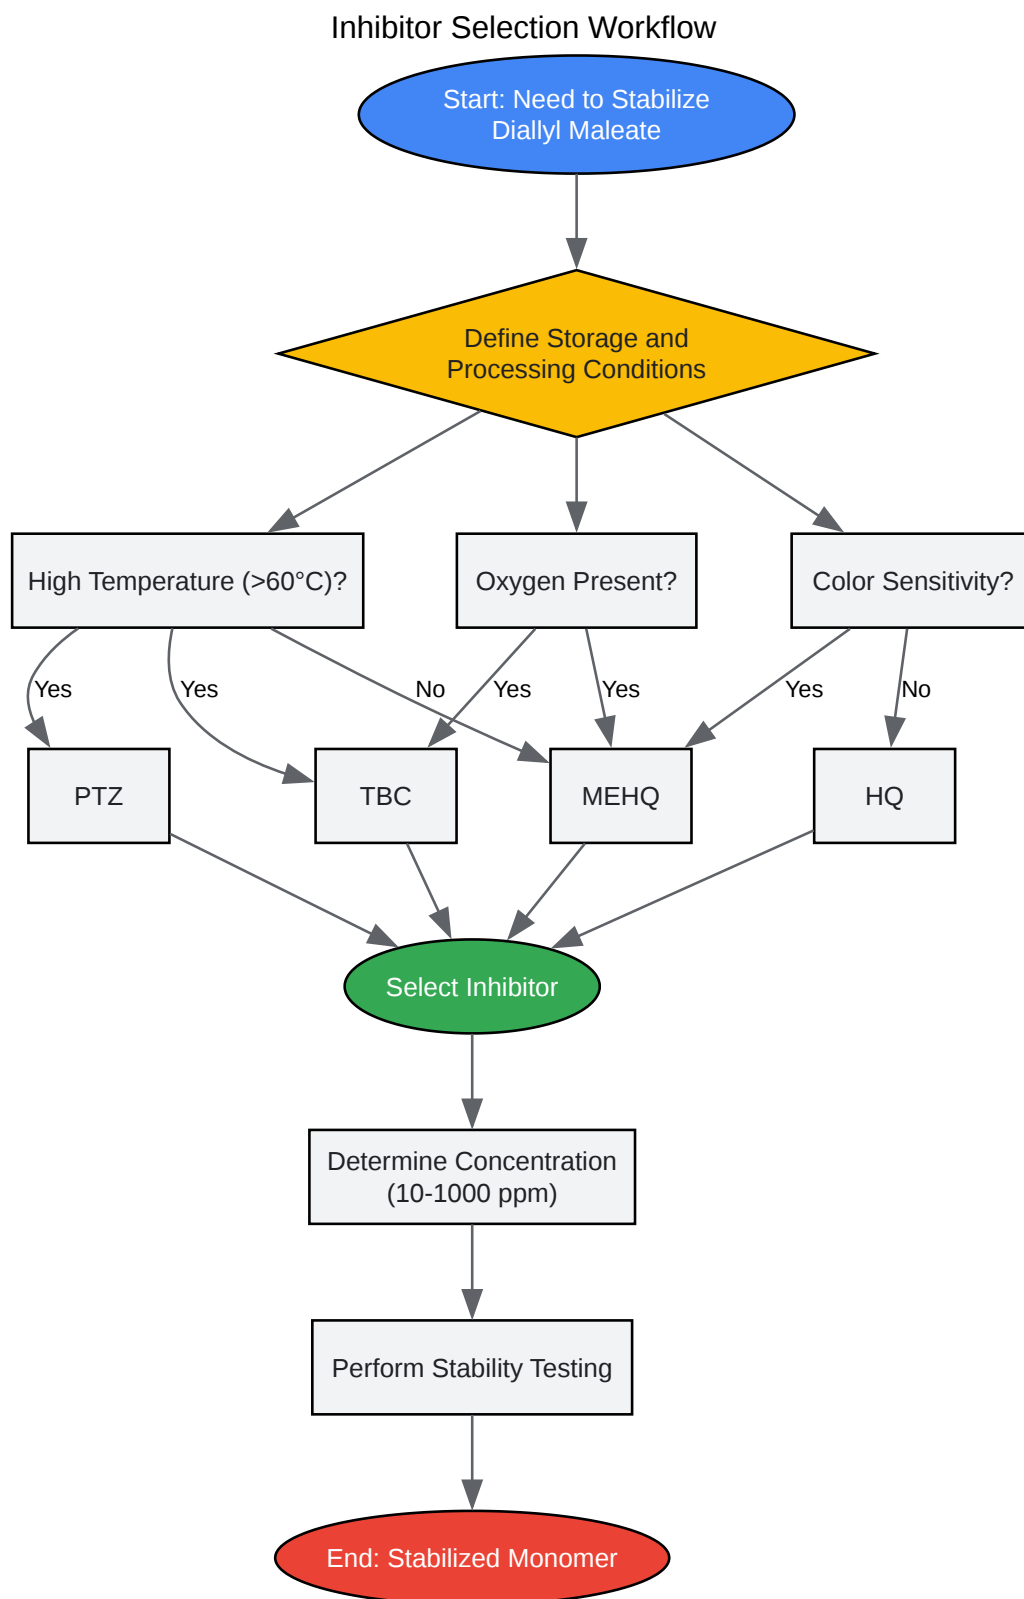 Inhibitor Selection Workflow
Start: Need to Stabilize
Diallyl Maleate
Define Storage and
Processing Conditions
High Temperature (>60°C)?
Oxygen Present?
Color Sensitivity?
Yes
Yes
No
Yes
Yes
Yes
No
PTZ
TBC
MEHQ
HQ
Select Inhibitor
Determine Concentration
(10-1000 ppm)
Perform Stability Testing
End: Stabilized Monomer